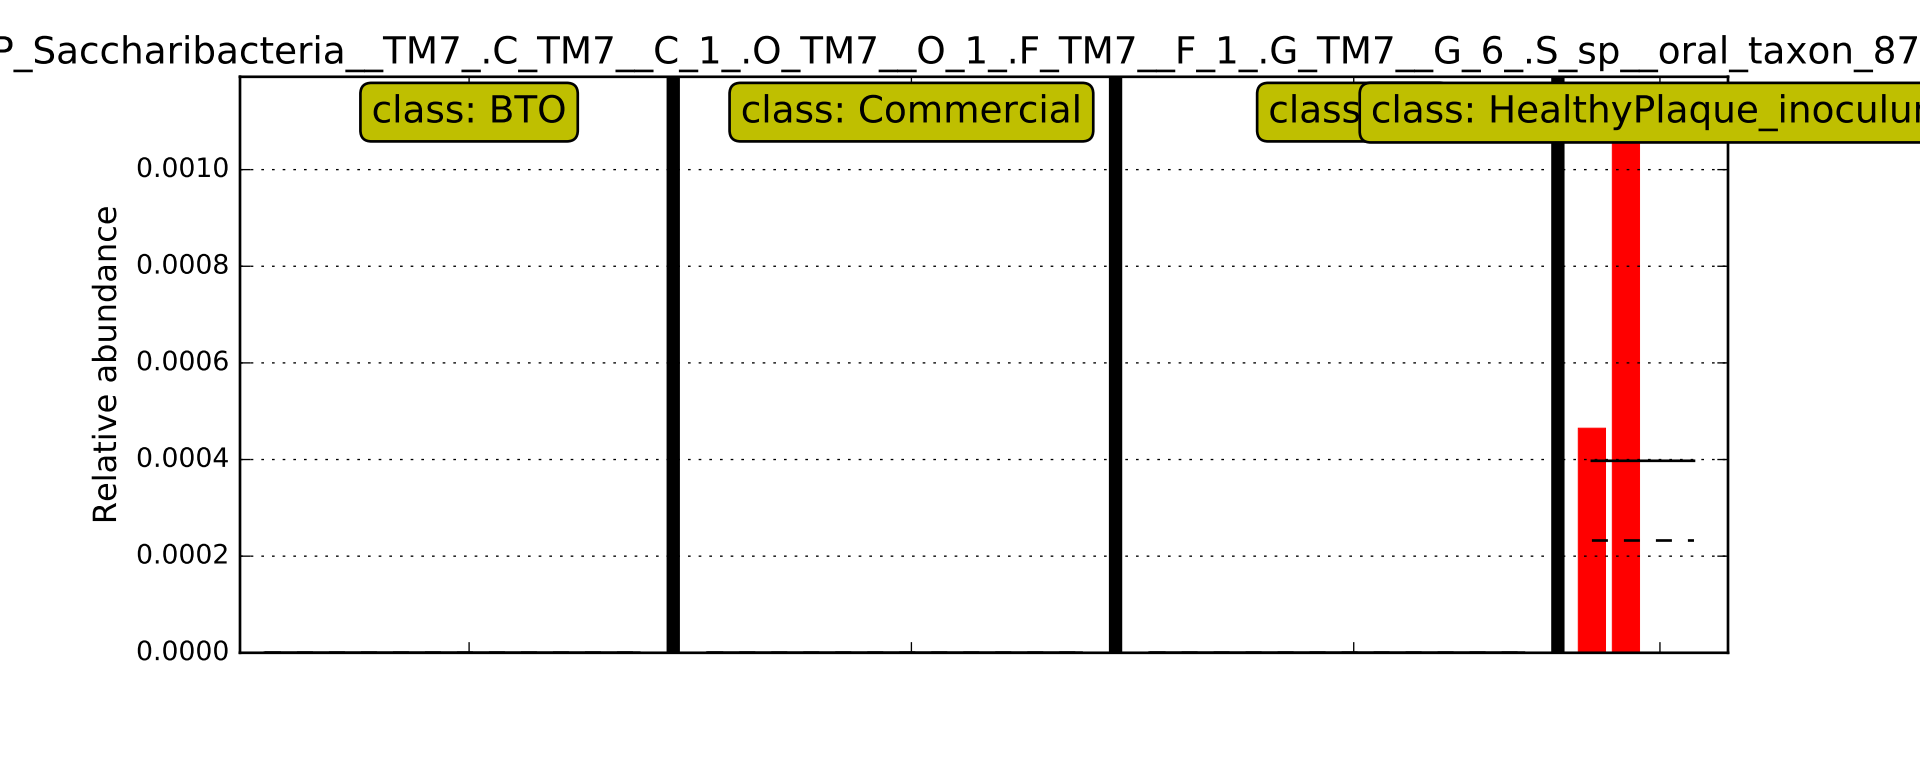 P_Saccharibacteria__TM7_.C_TM7__C_1_.O_TM7__O_1_.F_TM7__F_1_.G_TM7__G_6_.S_sp__oral_taxon_87
class: BTO class: Commercial class class: HealthyPlaque_inoculu
0.0010
0.0008
0.0006
0.0004
0.0002
0.0000
Relative abundance